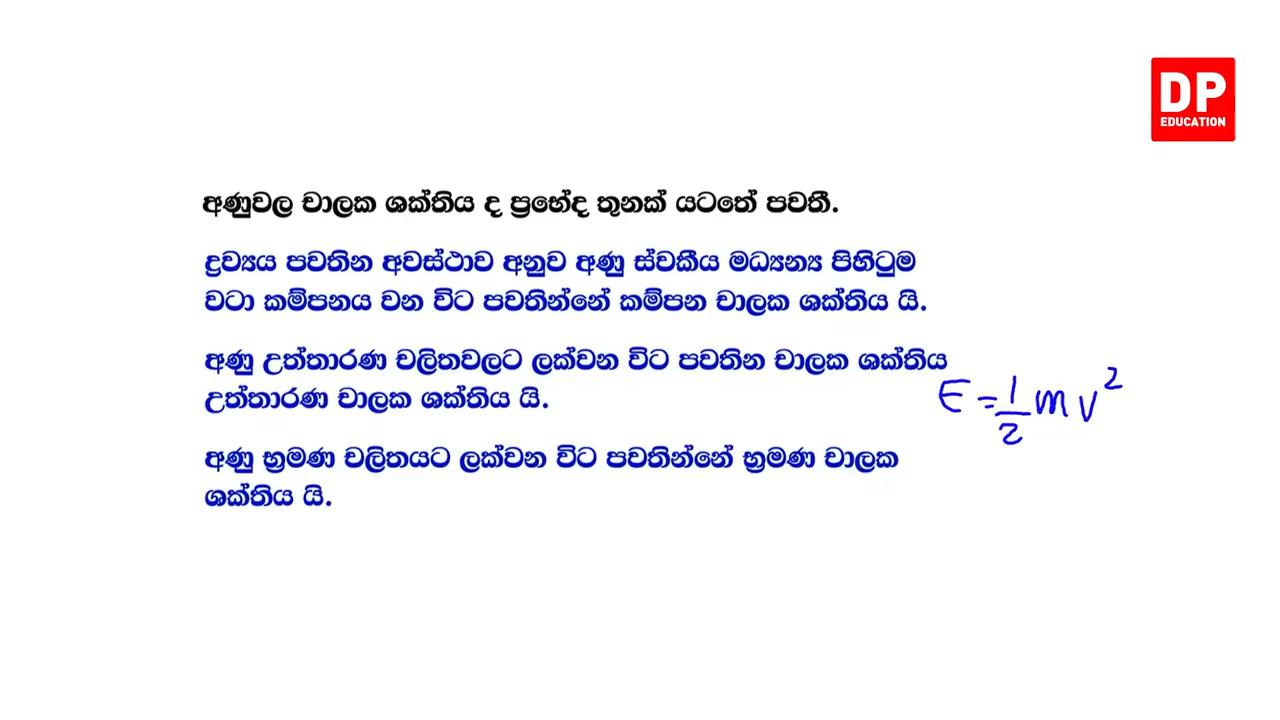 DP
EDUCATION
අණුවල චාලක ශක්තිය ද ප්‍රභේද තුනක් යටතේ පවතී.
ද්‍රව්‍යය පවතින අවස්ථාව අනුව අණු ස්වකීය මධ්‍යන්‍ය පිහිටුම
වටා කම්පනය වන විට පවතින්නේ කම්පන චාලක ශක්තිය යි.
අණු උත්තාරණ චලිතවලට ලක්වන විට පවතින චාලක ශක්තිය
උත්තාරණ චාලක ශක්තිය යි.
E = 1/2 mv²
අණු භ්‍රමණ චලිතයට ලක්වන විට පවතින්නේ භ්‍රමණ චාලක
ශක්තිය යි.